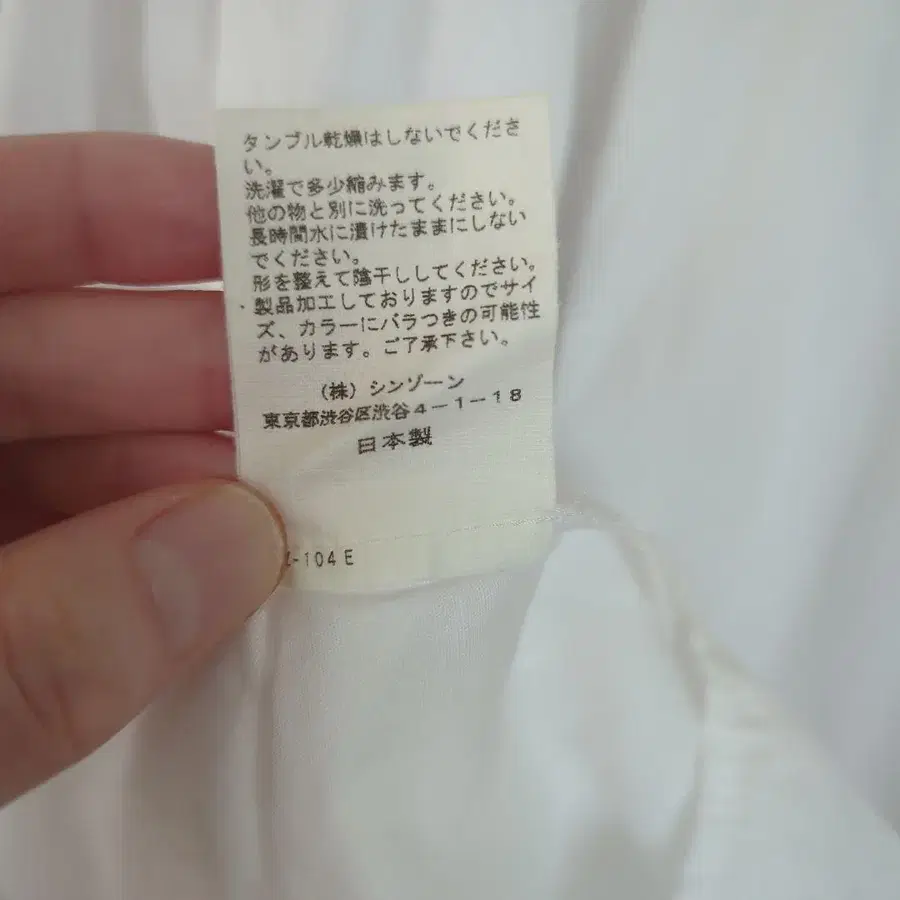 タンブル乾燥はしないでくださ
い。
洗濯で多少縮みます。
他の物と別に洗ってください。
長時間水に漬けたままにしない
でください。
形を整えて陰干ししてください。
・製品加工しておりますのでサイ
ズ、カラーにバラつきの可能性
があります。ご了承下さい。
（株）シンゾーン
東京都渋谷区渋谷４－１－１８
日本製
-104 E